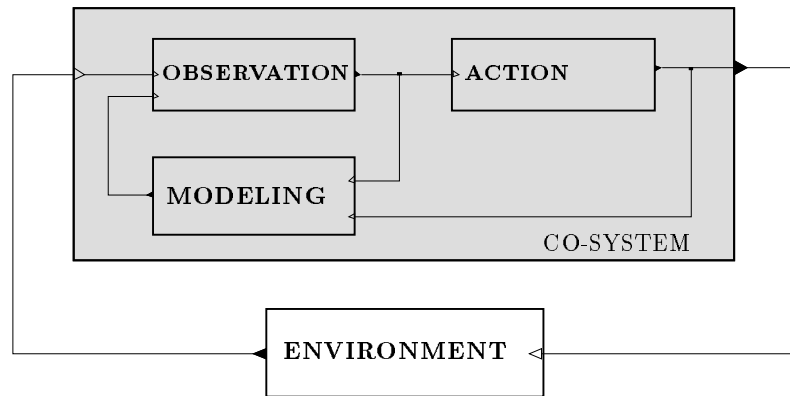 OBSERVATION
ACTION
MODELING
CO-SYSTEM
ENVIRONMENT